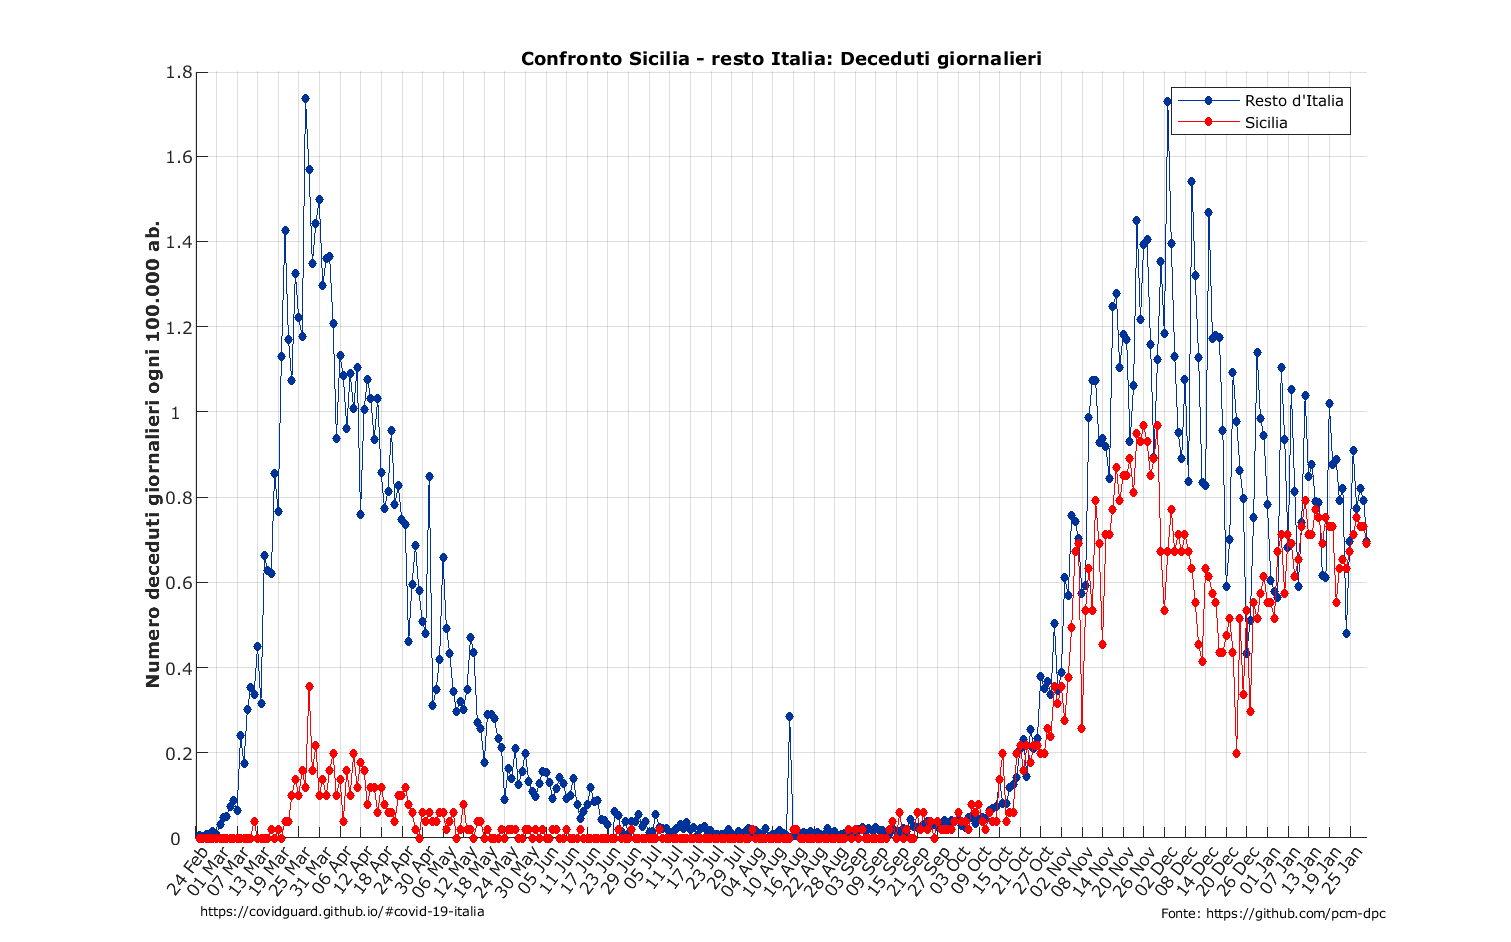 Confronto Sicilia - resto Italia: Deceduti giornalieri
Numero deceduti giornalieri ogni 100.000 ab.
1.8
1.6
1.4
1.2
1
0.8
0.6
0.4
0.2
0
Resto d'Italia
Sicilia
24 Feb
01 Mar
07 Mar
13 Mar
19 Mar
25 Mar
31 Mar
06 Apr
12 Apr
18 Apr
24 Apr
30 Apr
06 May
12 May
18 May
24 May
30 May
05 Jun
11 Jun
17 Jun
23 Jun
29 Jun
05 Jul
11 Jul
17 Jul
23 Jul
29 Jul
04 Aug
10 Aug
16 Aug
22 Aug
28 Aug
03 Sep
09 Sep
15 Sep
21 Sep
27 Sep
03 Oct
09 Oct
15 Oct
21 Oct
27 Oct
02 Nov
08 Nov
14 Nov
20 Nov
26 Nov
02 Dec
08 Dec
14 Dec
20 Dec
26 Dec
01 Jan
07 Jan
13 Jan
19 Jan
25 Jan
https://covidguard.github.io/#covid-19-italia
Fonte: https://github.com/pcm-dpc